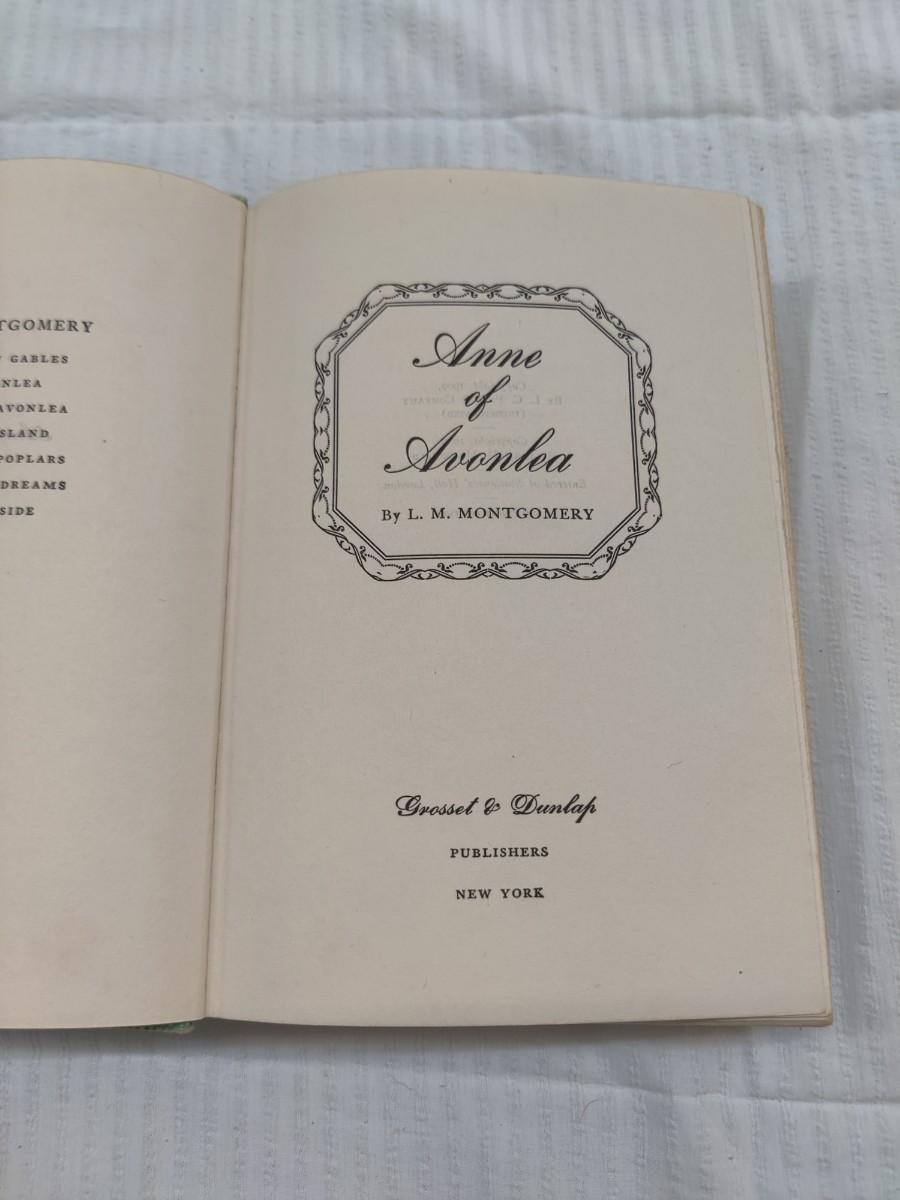 TGOMERY
GABLES
NLEA
AVONLEA
SLAND
POPLARS
DREAMS
SIDE
Anne
of
Avonlea
By L. M. MONTGOMERY
Grosset & Dunlap
PUBLISHERS
NEW YORK